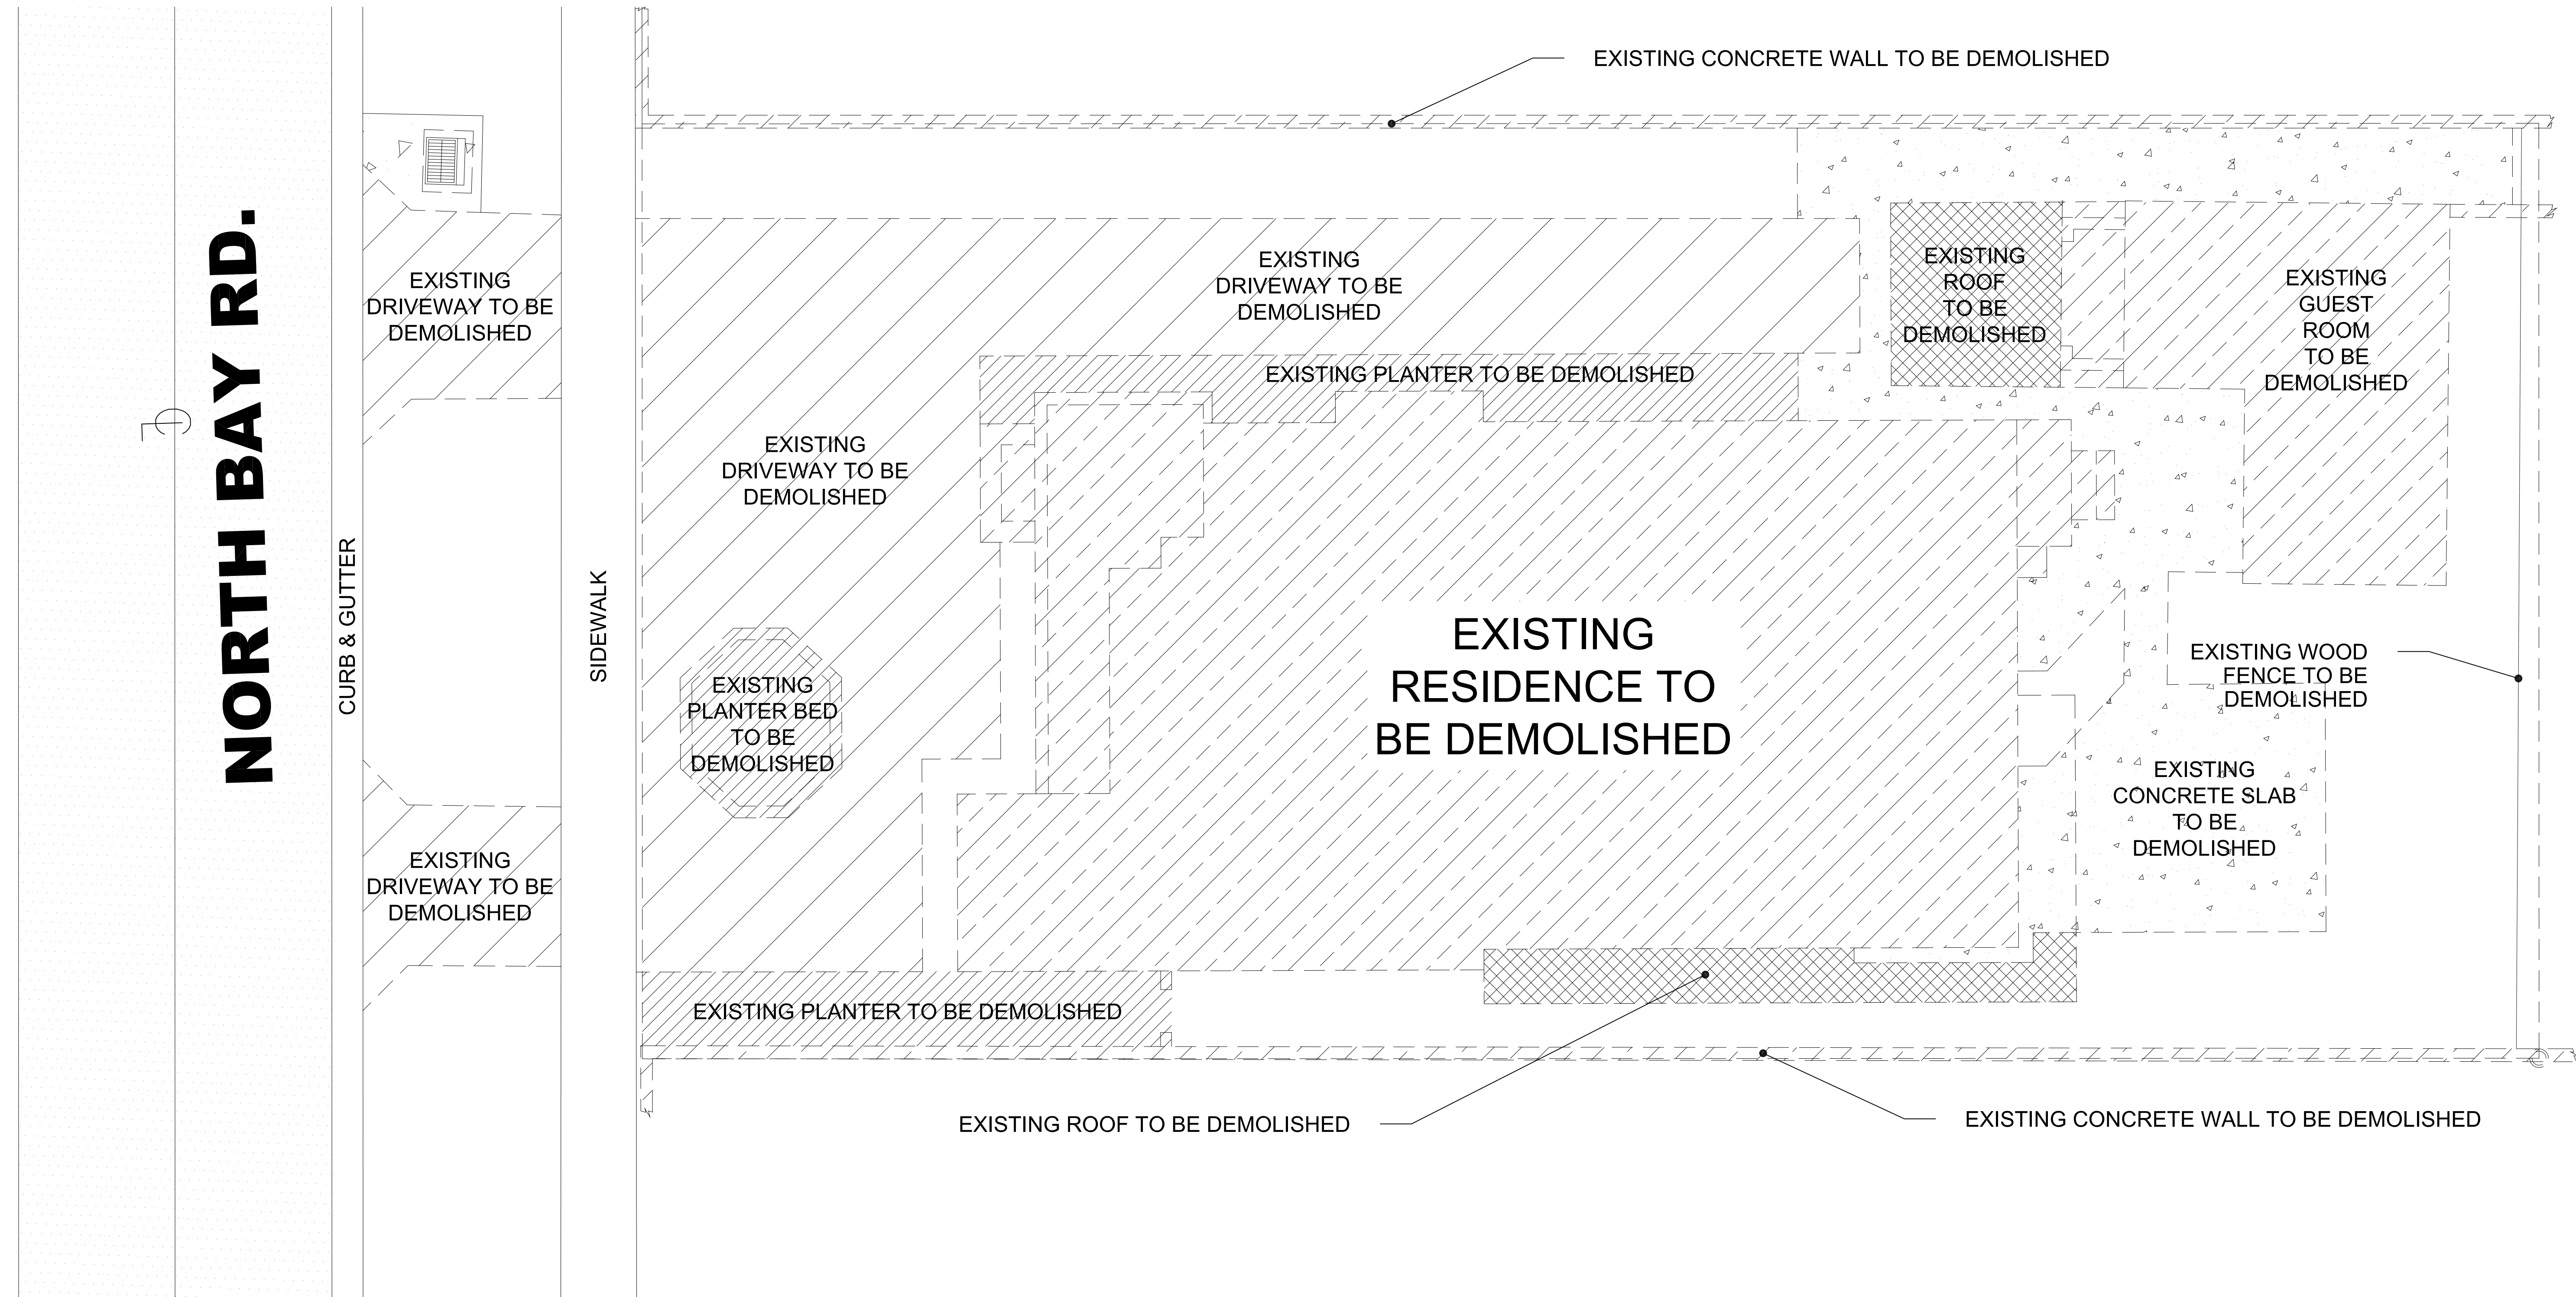 EXISTING CONCRETE WALL TO BE DEMOLISHED
NORTH BAY RD.
CL
CURB & GUTTER
SIDEWALK
EXISTING
DRIVEWAY TO BE
DEMOLISHED
EXISTING
DRIVEWAY TO BE
DEMOLISHED
EXISTING
ROOF
TO BE
DEMOLISHED
EXISTING
GUEST
ROOM
TO BE
DEMOLISHED
EXISTING PLANTER TO BE DEMOLISHED
EXISTING
DRIVEWAY TO BE
DEMOLISHED
EXISTING
RESIDENCE TO
BE DEMOLISHED
EXISTING WOOD
FENCE TO BE
DEMOLISHED
EXISTING
PLANTER BED
TO BE
DEMOLISHED
EXISTING
CONCRETE SLAB
TO BE
DEMOLISHED
EXISTING
DRIVEWAY TO BE
DEMOLISHED
EXISTING PLANTER TO BE DEMOLISHED
EXISTING ROOF TO BE DEMOLISHED
EXISTING CONCRETE WALL TO BE DEMOLISHED